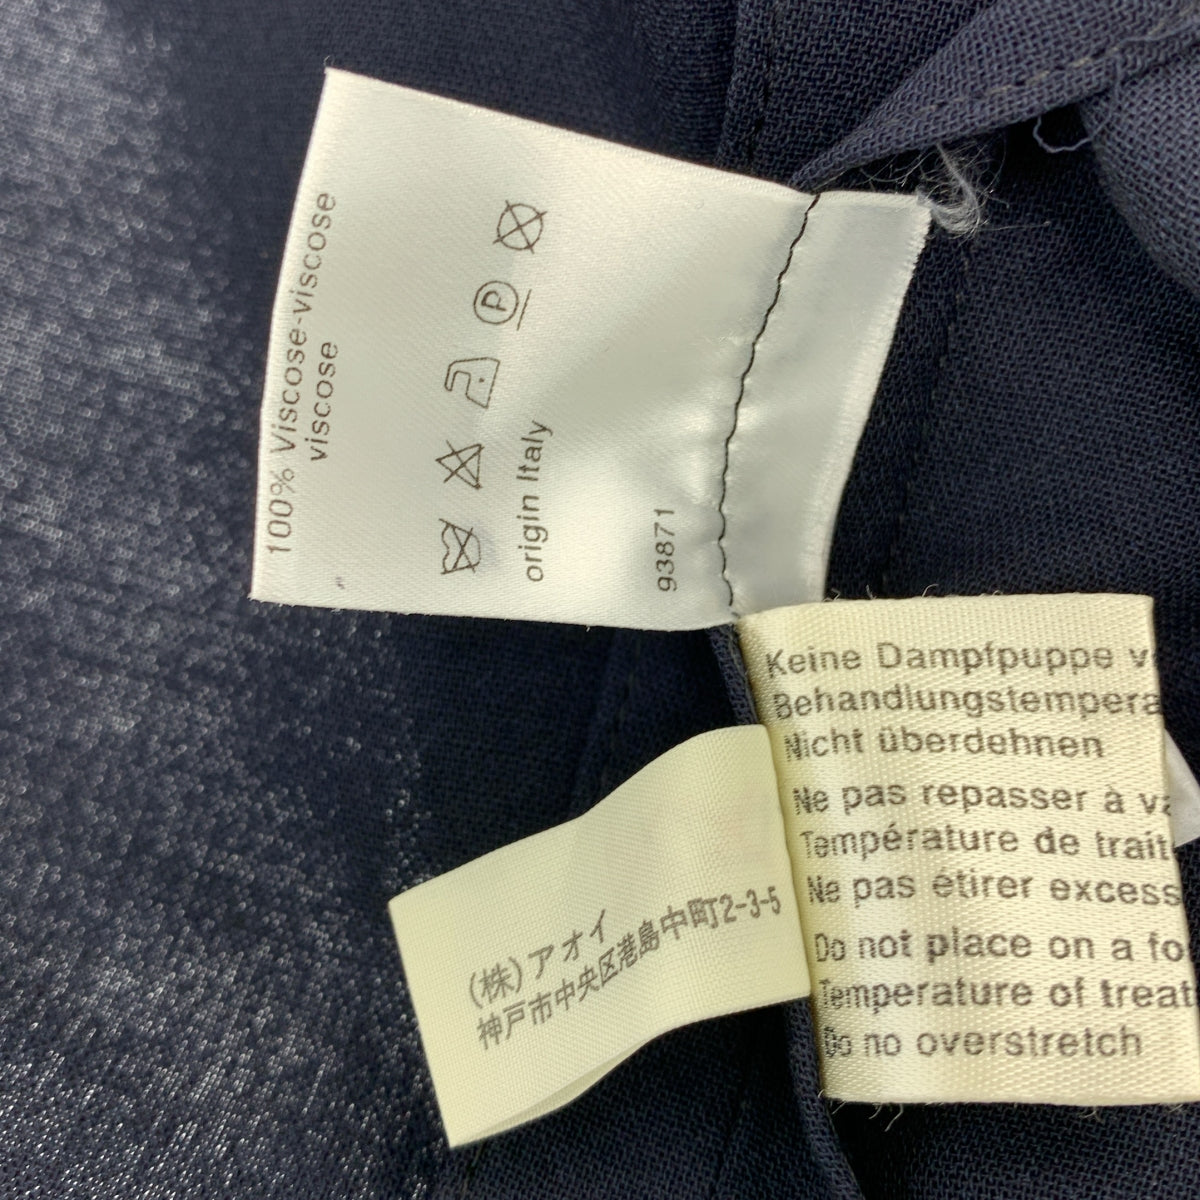 100% Viscose-viscose
viscose
P
origin Italy
93871
Keine Dampfpuppe
Behandlungstempera
Nicht überdehnen
Ne pas repasser à
Température de trait
Ne pas étirer excess
Do not place on a fo
Temperature of treat
Do no overstretch
(株)アオイ
神戸市中央区港島中町2-3-5